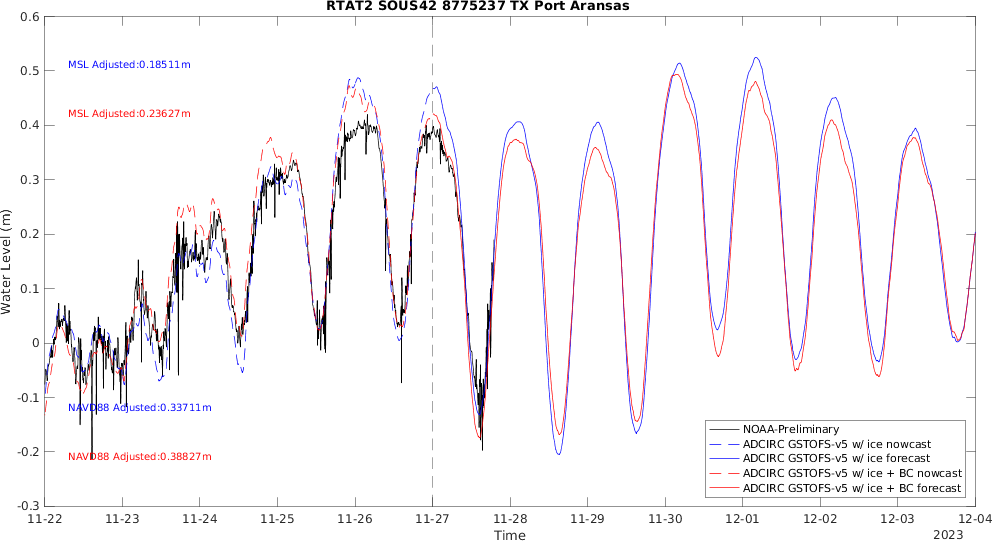 RTAT2 SOUS42 8775237 TX Port Aransas
0.6
0.5
0.4
0.3
0.2
0.1
0
-0.1
-0.2
-0.3
Water Level (m)
MSL Adjusted:0.18511m
MSL Adjusted:0.23627m
NAVD88 Adjusted:0.33711m
NAVD88 Adjusted:0.38827m
NOAA-Preliminary
ADCIRC GSTOFS-v5 w/ ice nowcast
ADCIRC GSTOFS-v5 w/ ice forecast
ADCIRC GSTOFS-v5 w/ ice + BC nowcast
ADCIRC GSTOFS-v5 w/ ice + BC forecast
11-22 11-23 11-24 11-25 11-26 11-27 11-28 11-29 11-30 12-01 12-02 12-03 12-04
Time
2023